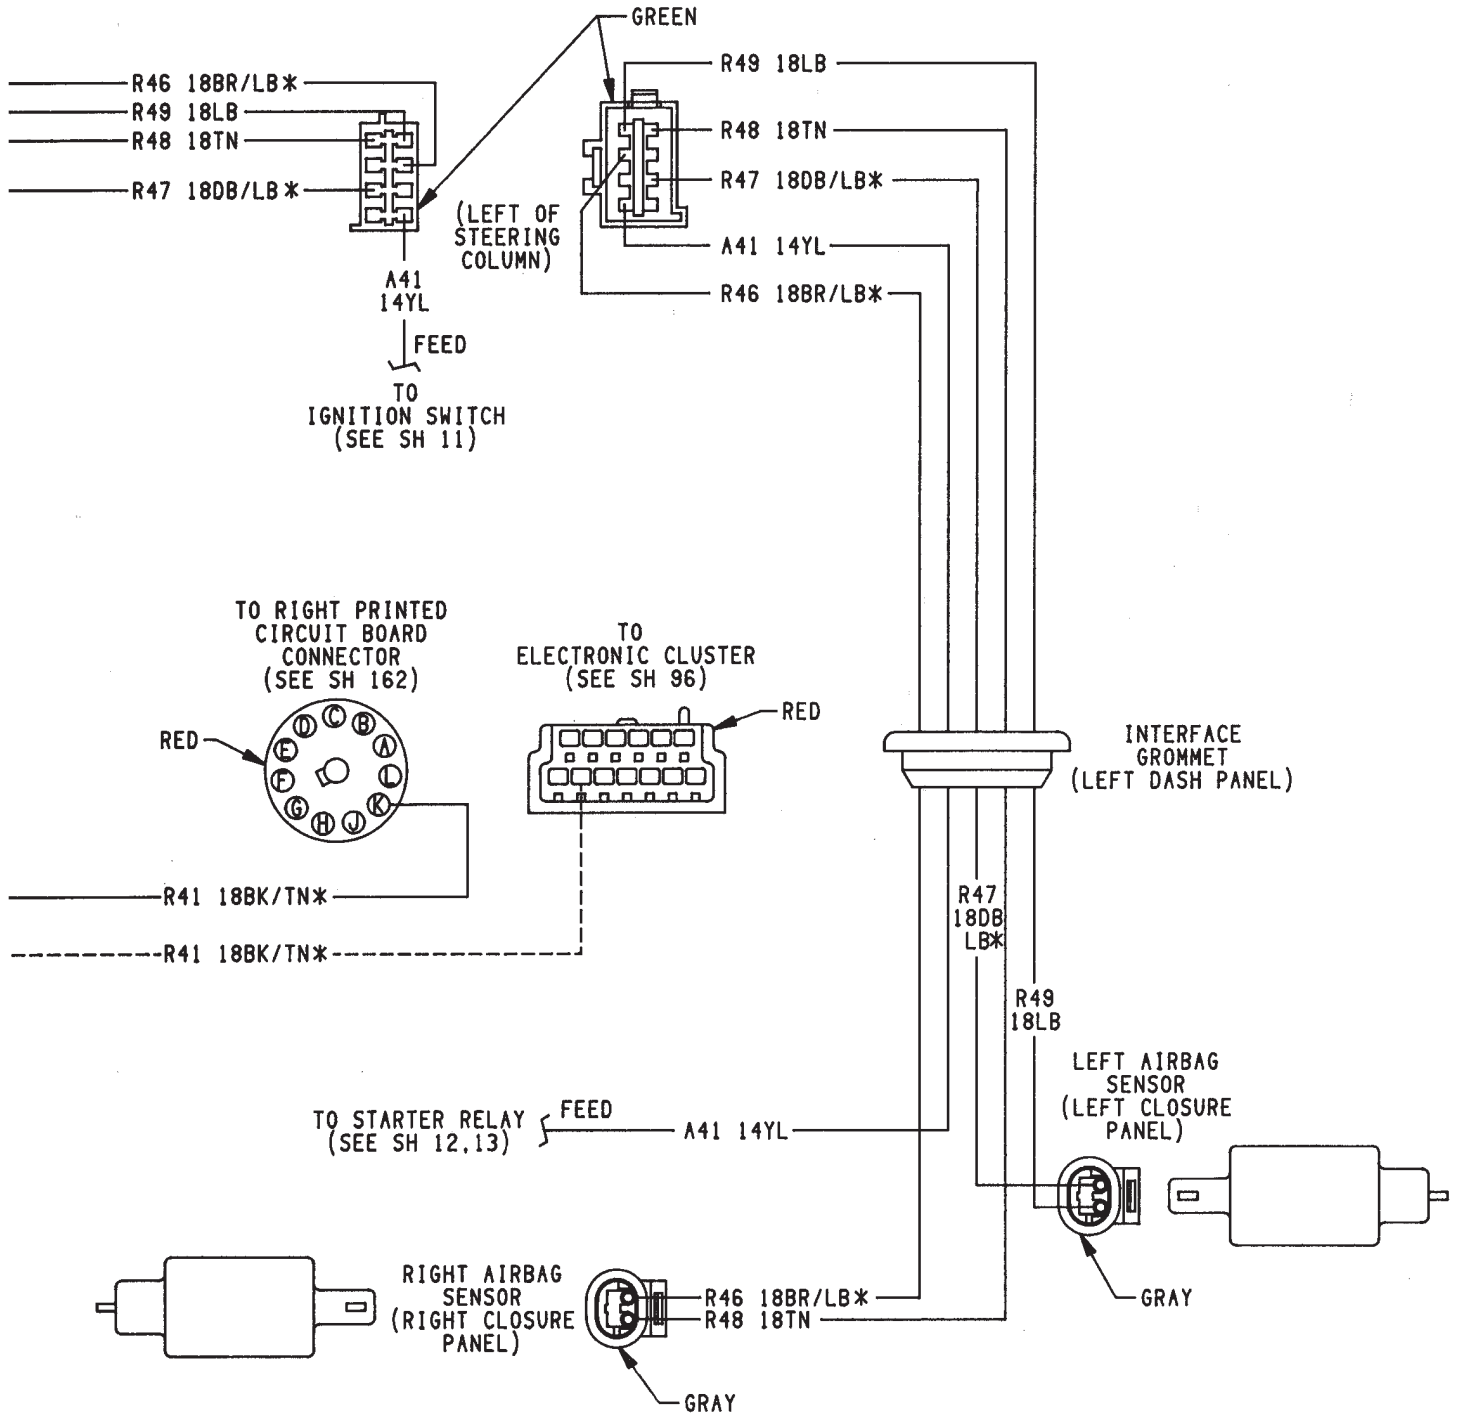 GREEN
R49 18LB
R46 18BR/LB*
R49 18LB
R48 18TN
R48 18TN
R47 18DB/LB*
R47 18DB/LB*
(LEFT OF
STEERING
COLUMN)
A41 14YL
A41
14YL
R46 18BR/LB*
FEED
TO
IGNITION SWITCH
(SEE SH 11)
TO RIGHT PRINTED
CIRCUIT BOARD
CONNECTOR
(SEE SH 162)
TO
ELECTRONIC CLUSTER
(SEE SH 96)
RED
RED
C
D
B
E
A
F
L
G
K
H
J
INTERFACE
GROMMET
(LEFT DASH PANEL)
R41 18BK/TN*
R41 18BK/TN*
R47
18DB
LB*
R49
18LB
LEFT AIRBAG
SENSOR
(LEFT CLOSURE
PANEL)
TO STARTER RELAY
(SEE SH 12,13)
FEED
A41 14YL
RIGHT AIRBAG
SENSOR
(RIGHT CLOSURE
PANEL)
R46 18BR/LB*
R48 18TN
GRAY
GRAY